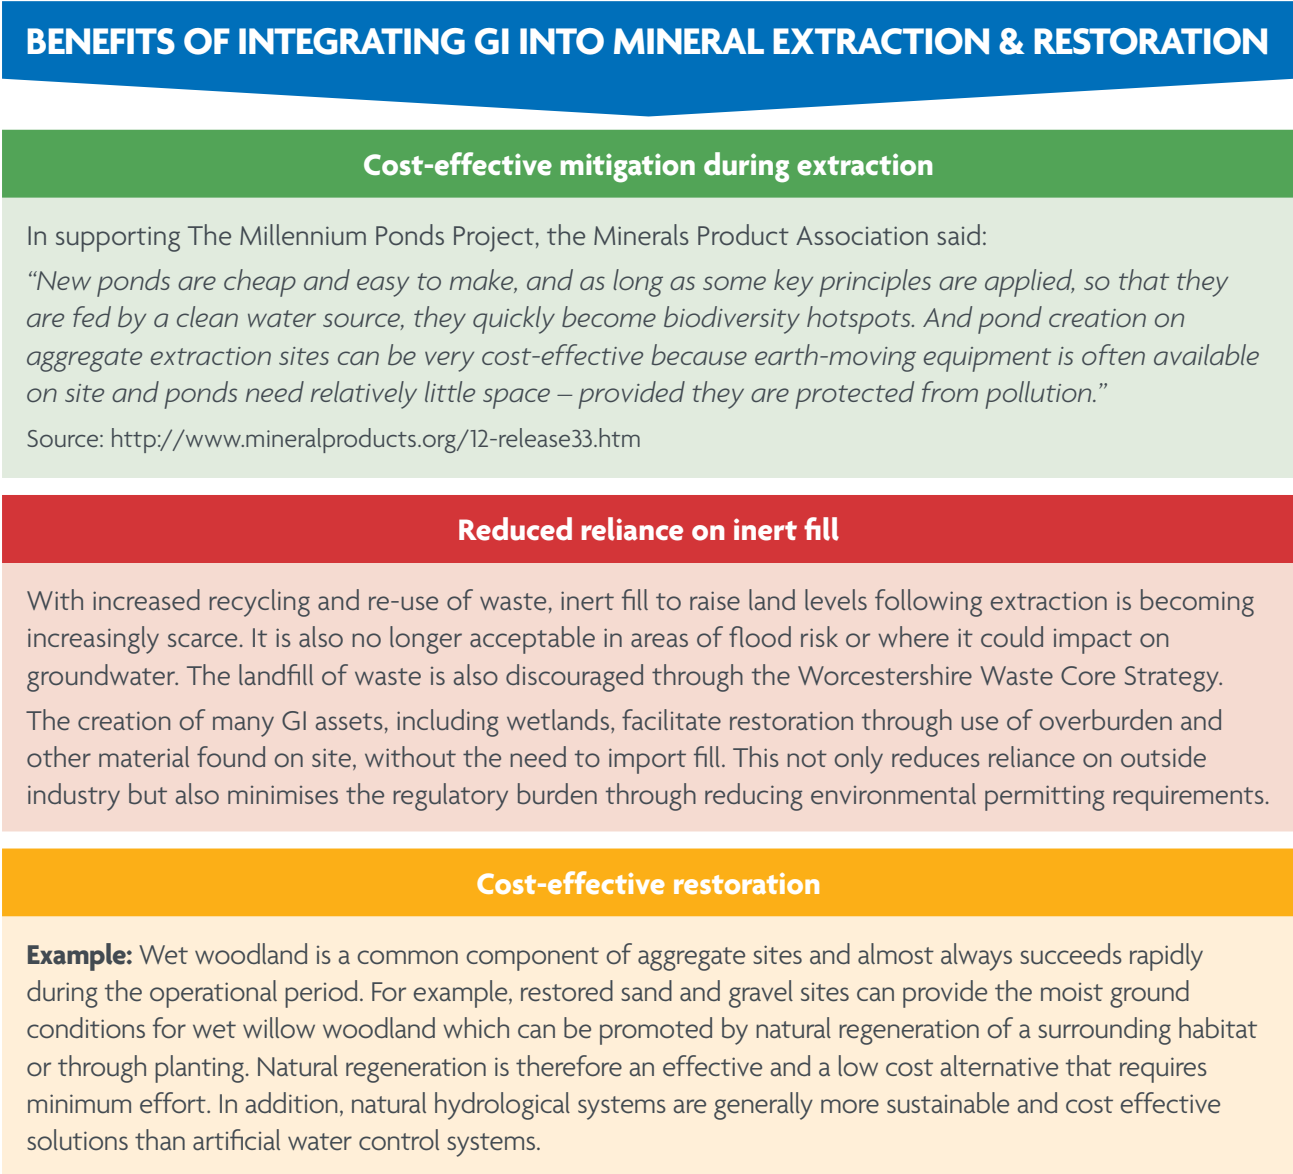 BENEFITS OF INTEGRATING GI INTO MINERAL EXTRACTION & RESTORATION
Cost-effective mitigation during extraction
In supporting The Millennium Ponds Project, the Minerals Product Association said:
“New ponds are cheap and easy to make, and as long as some key principles are applied, so that they
are fed by a clean water source, they quickly become biodiversity hotspots. And pond creation on
aggregate extraction sites can be very cost-effective because earth-moving equipment is often available
on site and ponds need relatively little space – provided they are protected from pollution.”
Source: http://www.mineralproducts.org/12-release33.htm
Reduced reliance on inert fill
With increased recycling and re-use of waste, inert fill to raise land levels following extraction is becoming
increasingly scarce. It is also no longer acceptable in areas of flood risk or where it could impact on
groundwater. The landfill of waste is also discouraged through the Worcestershire Waste Core Strategy.
The creation of many GI assets, including wetlands, facilitate restoration through use of overburden and
other material found on site, without the need to import fill. This not only reduces reliance on outside
industry but also minimises the regulatory burden through reducing environmental permitting requirements.
Cost-effective restoration
Example: Wet woodland is a common component of aggregate sites and almost always succeeds rapidly
during the operational period. For example, restored sand and gravel sites can provide the moist ground
conditions for wet willow woodland which can be promoted by natural regeneration of a surrounding habitat
or through planting. Natural regeneration is therefore an effective and a low cost alternative that requires
minimum effort. In addition, natural hydrological systems are generally more sustainable and cost effective
solutions than artificial water control systems.